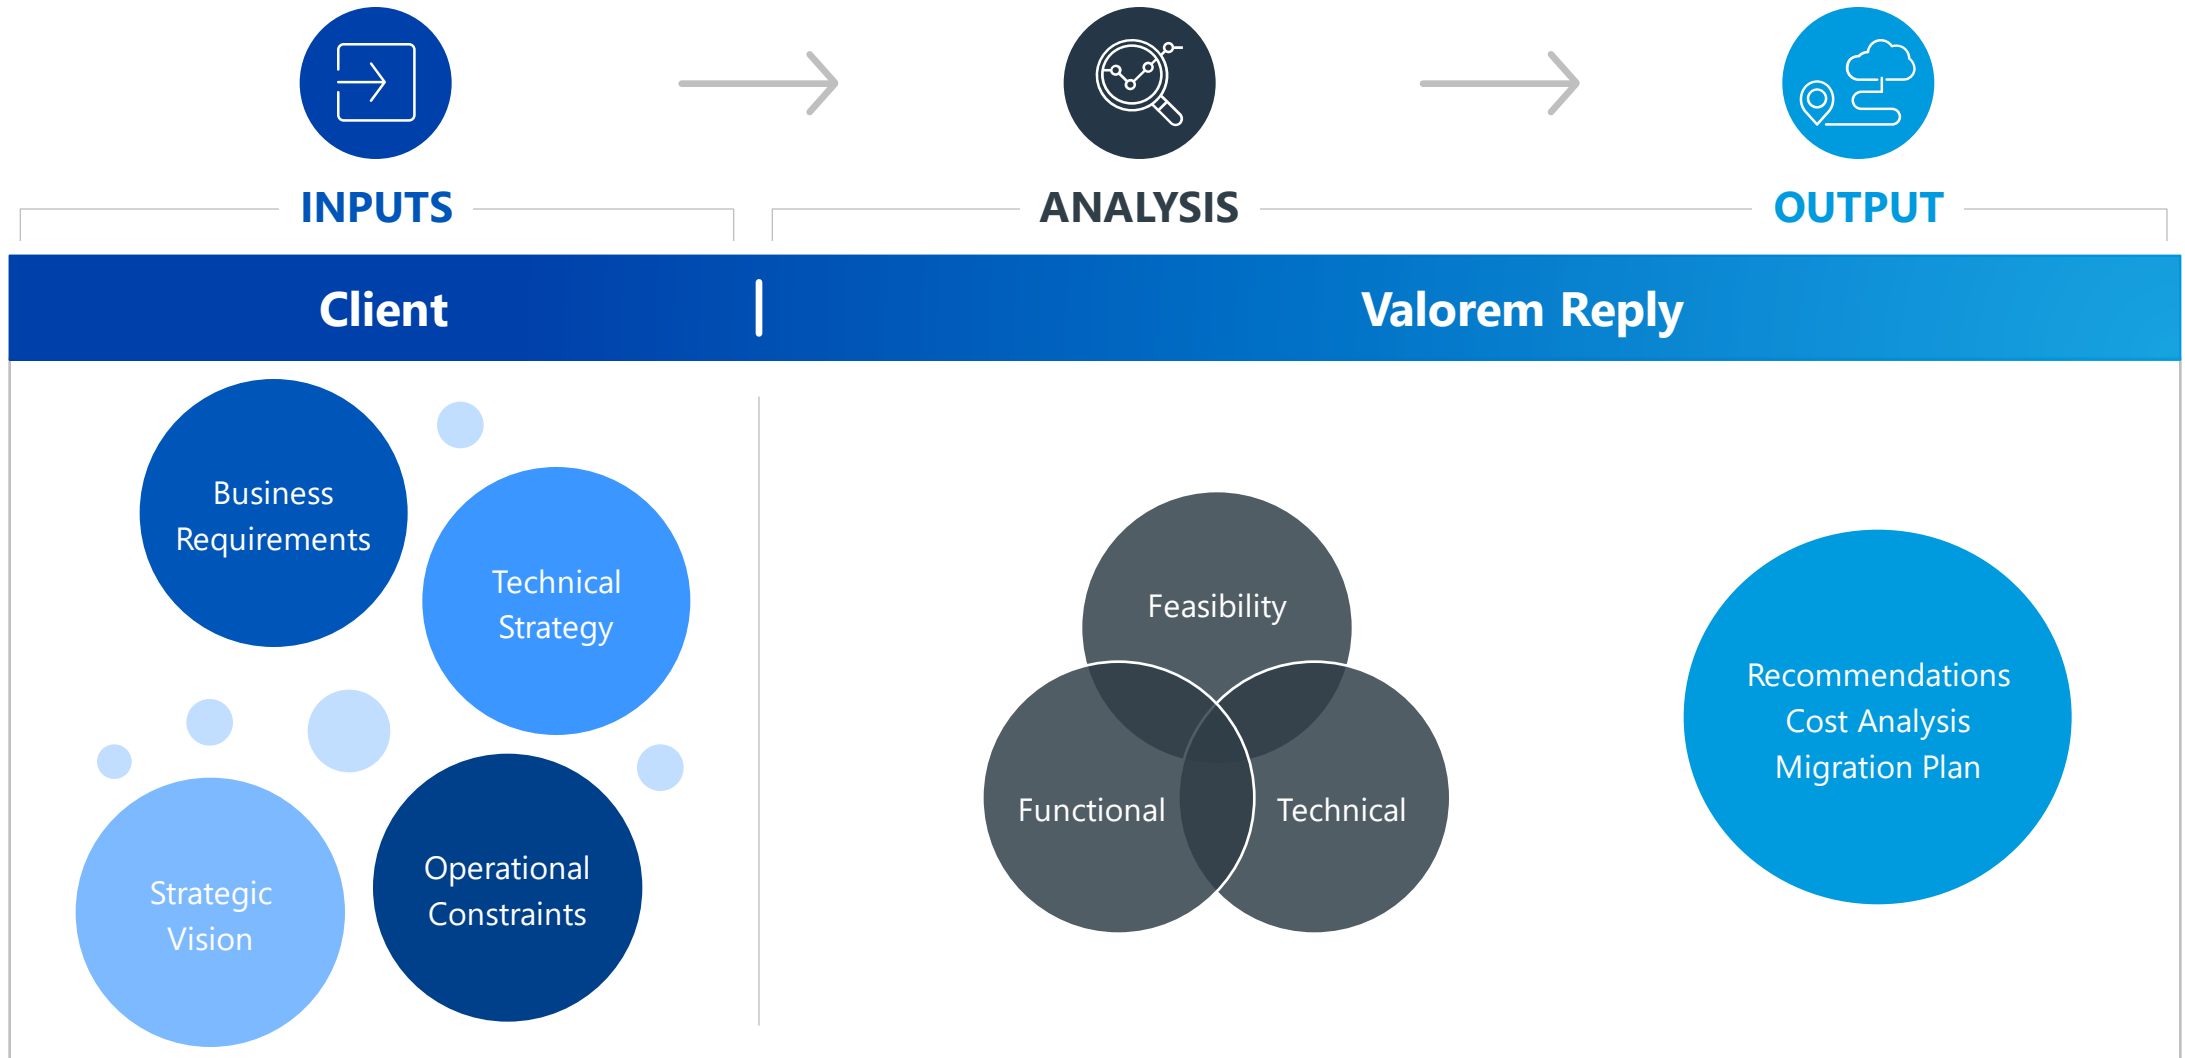 INPUTS
ANALYSIS
OUTPUT
Client
Valorem Reply
Business
Requirements
Technical
Strategy
Strategic
Vision
Operational
Constraints
Feasibility
Functional
Technical
Recommendations
Cost Analysis
Migration Plan